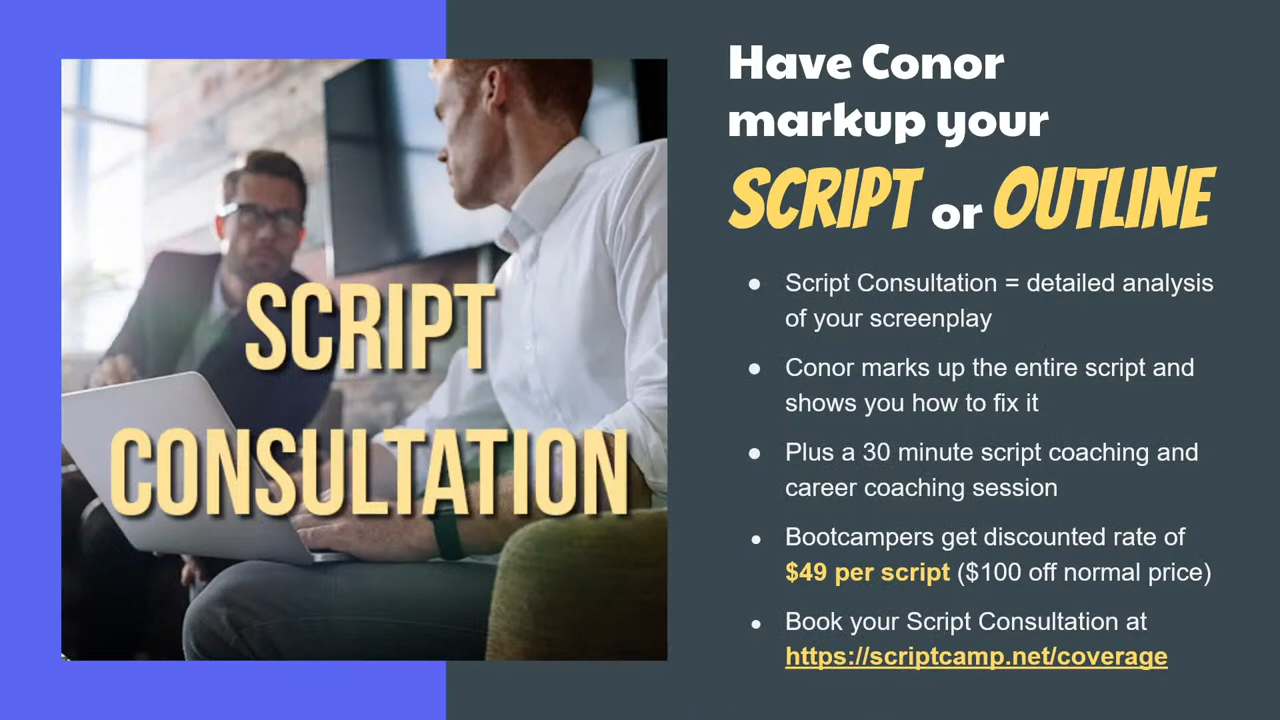 SCRIPT
CONSULTATION
Have Conor
markup your
SCRIPT or OUTLINE
● Script Consultation = detailed analysis
of your screenplay
● Conor marks up the entire script and
shows you how to fix it
● Plus a 30 minute script coaching and
career coaching session
● Bootcampers get discounted rate of
$49 per script ($100 off normal price)
● Book your Script Consultation at
https://scriptcamp.net/coverage